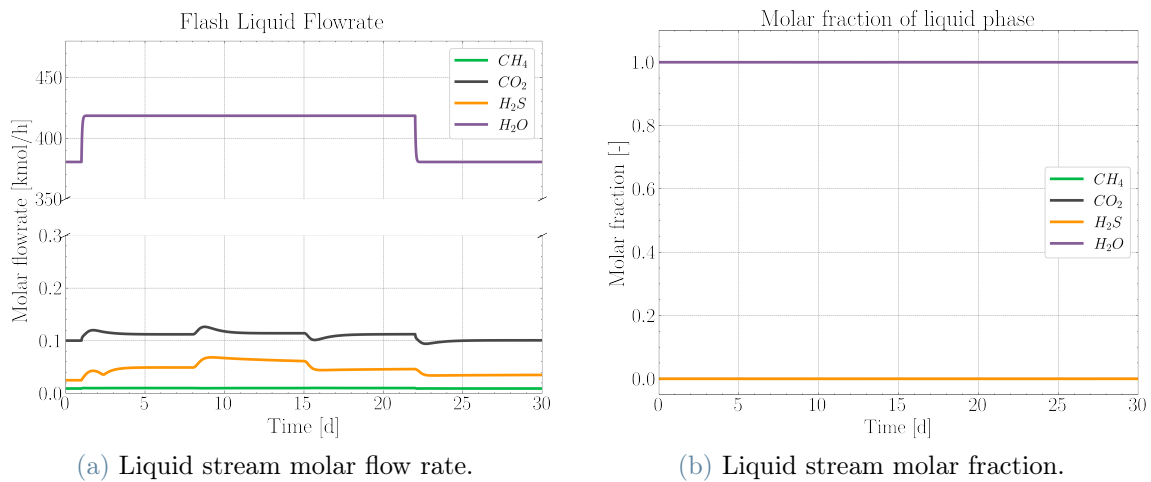 Flash Liquid Flowrate
Molar flowrate [kmol/h]
450
400
350
0.3
0.2
0.1
0.0
CH₄
CO₂
H₂S
H₂O
0 5 10 15 20 25 30
Time [d]
(a) Liquid stream molar flow rate.
Molar fraction of liquid phase
Molar fraction [-]
1.0
0.8
0.6
0.4
0.2
0.0
CH₄
CO₂
H₂S
H₂O
0 5 10 15 20 25 30
Time [d]
(b) Liquid stream molar fraction.